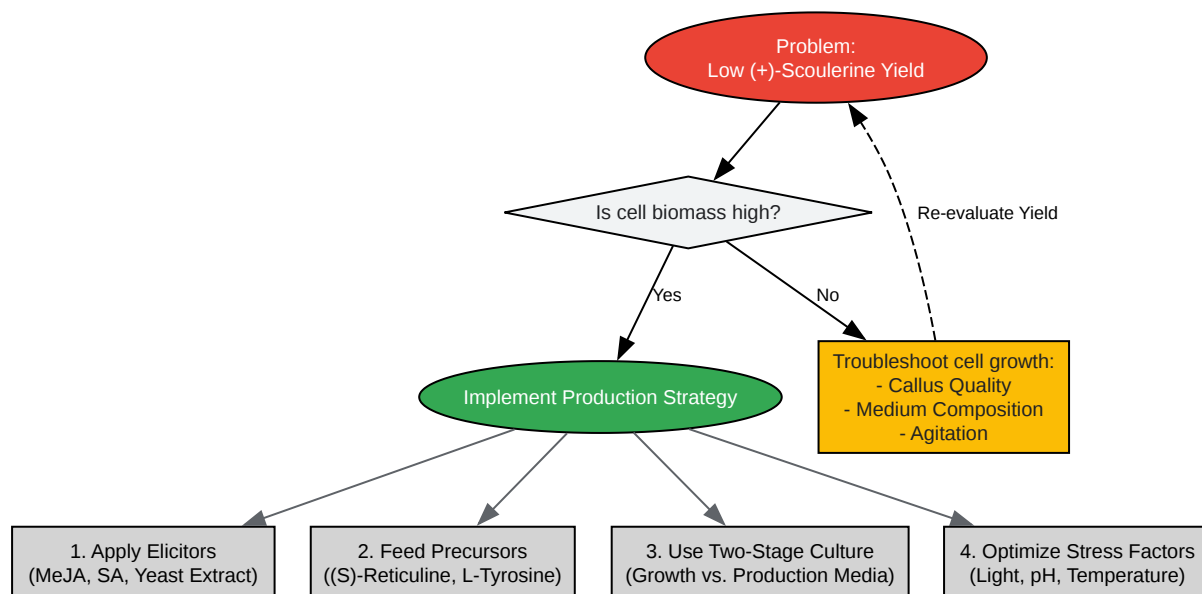 Problem:
Low (+)-Scoulerine Yield
Is cell biomass high?
Re-evaluate Yield
Yes
No
Troubleshoot cell growth:
- Callus Quality
- Medium Composition
- Agitation
Implement Production Strategy
1. Apply Elicitors
(MeJA, SA, Yeast Extract)
2. Feed Precursors
((S)-Reticuline, L-Tyrosine)
3. Use Two-Stage Culture
(Growth vs. Production Media)
4. Optimize Stress Factors
(Light, pH, Temperature)